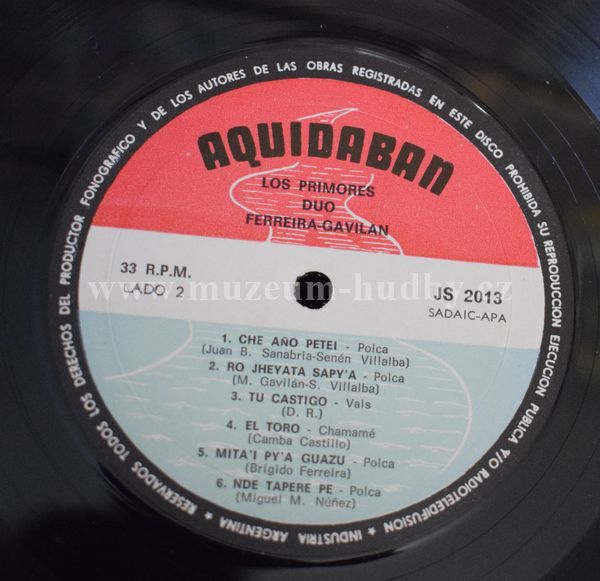 RESERVADOS TODOS LOS DERECHOS DEL PRODUCTOR FONOGRAFICO Y DE LOS AUTORES DE LAS OBRAS REGISTRADAS EN ESTE DISCO PROHIBIDA SU REPRODUCCION EJECUCION PUBLICA Y/O RADIOTELEDIFUSION ★ INDUSTRIA ARGENTINA ★
AQUIDABAN
LOS PRIMORES
DUO
FERREIRA-GAVILAN
33 R.P.M.
LADO 2
JS 2013
SADAIC-APA
www.muzeum-hudby.cz
1. CHE AÑO PETEI - Polca
(Juan B. Sanabria-Senén Villalba)
2. RO JHEYATA SAPY'A - Polca
(M. Gavilán-S. Villalba)
3. TU CASTIGO - Vals
(D. R.)
4. EL TORO - Chamamé
(Camba Castillo)
5. MITA'I PY'A GUAZU - Polca
(Brígido Ferreira)
6. NDE TAPERE PE - Polca
(Miguel M. Núñez)